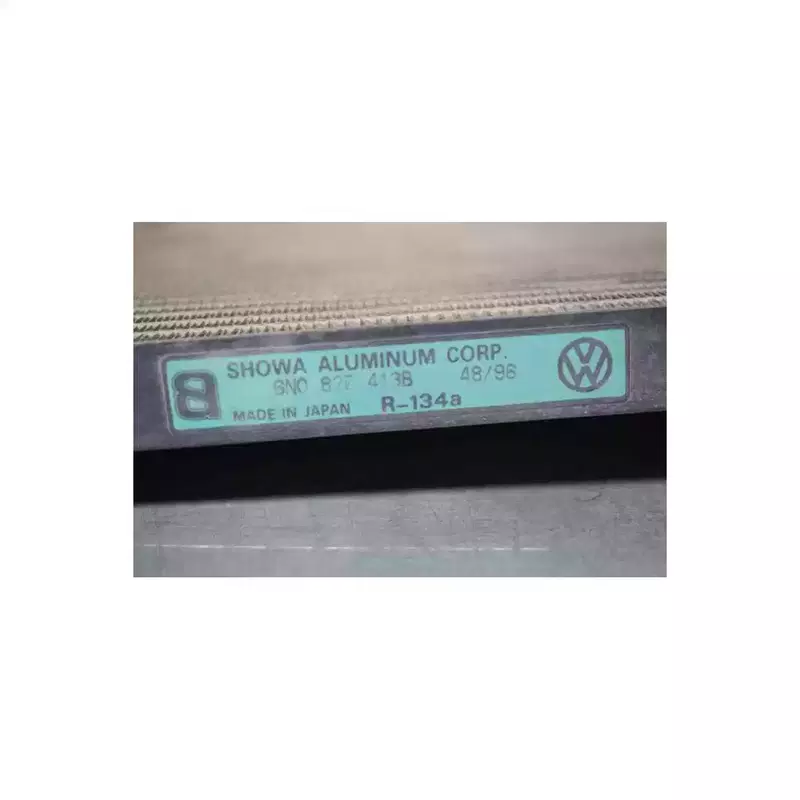 SHOWA ALUMINUM CORP.
6N0 820 413B 48/96
MADE IN JAPAN R-134a